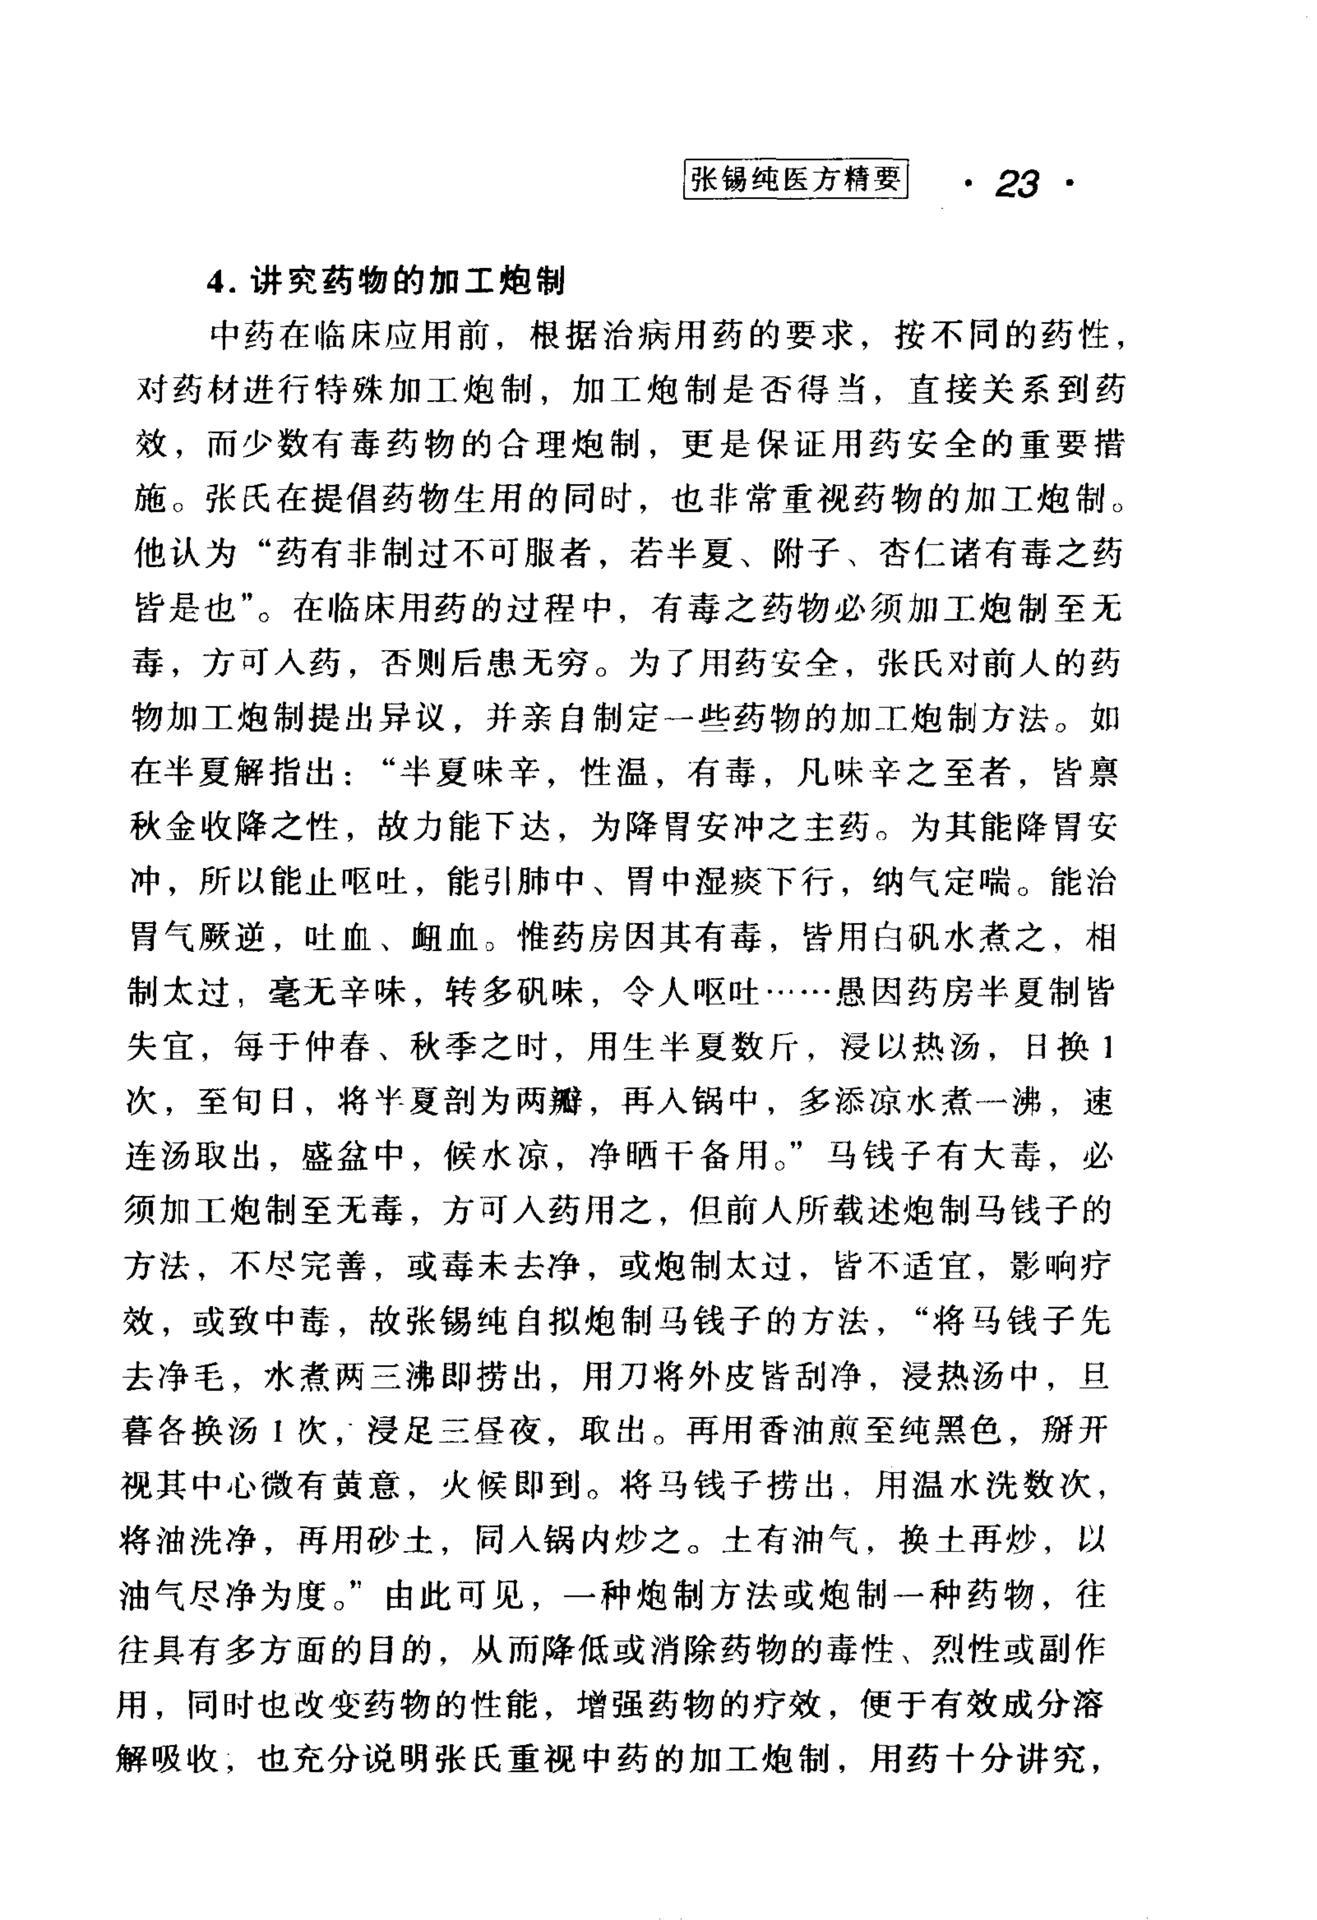 张锡纯医方精要 · 23 ·
4. 讲究药物的加工炮制
中药在临床应用前，根据治病用药的要求，按不同的药性，
对药材进行特殊加工炮制，加工炮制是否得当，直接关系到药
效，而少数有毒药物的合理炮制，更是保证用药安全的重要措
施。张氏在提倡药物生用的同时，也非常重视药物的加工炮制。
他认为“药有非制过不可服者，若半夏、附子、杏仁诸有毒之药
皆是也”。在临床用药的过程中，有毒之药物必须加工炮制至无
毒，方可入药，否则后患无穷。为了用药安全，张氏对前人的药
物加工炮制提出异议，并亲自制定一些药物的加工炮制方法。如
在半夏解指出：“半夏味辛，性温，有毒，凡味辛之至者，皆禀
秋金收降之性，故力能下达，为降胃安冲之主药。为其能降胃安
冲，所以能止呕吐，能引肺中、胃中湿痰下行，纳气定喘。能治
胃气厥逆，吐血、衄血。惟药房因其有毒，皆用白矾水煮之，相
制太过，毫无辛味，转多矾味，令人呕吐……愚因药房半夏制皆
失宜，每于仲春、秋季之时，用生半夏数斤，浸以热汤，日换1
次，至旬日，将半夏剖为两瓣，再入锅中，多添凉水煮一沸，速
连汤取出，盛盆中，候水凉，净晒干备用。”马钱子有大毒，必
须加工炮制至无毒，方可入药用之，但前人所载述炮制马钱子的
方法，不尽完善，或毒未去净，或炮制太过，皆不适宜，影响疗
效，或致中毒，故张锡纯自拟炮制马钱子的方法，“将马钱子先
去净毛，水煮两三沸即捞出，用刀将外皮皆刮净，浸热汤中，旦
暮各换汤1次，浸足三昼夜，取出。再用香油煎至纯黑色，掰开
视其中心微有黄意，火候即到。将马钱子捞出，用温水洗数次，
将油洗净，再用砂土，同入锅内炒之。土有油气，换土再炒，以
油气尽净为度。”由此可见，一种炮制方法或炮制一种药物，往
往具有多方面的目的，从而降低或消除药物的毒性、烈性或副作
用，同时也改变药物的性能，增强药物的疗效，便于有效成分溶
解吸收，也充分说明张氏重视中药的加工炮制，用药十分讲究，